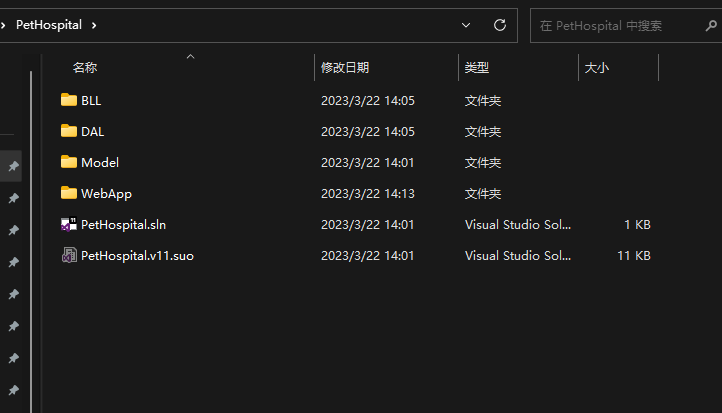 PetHospital
在 PetHospital 中搜索
名称 修改日期 类型 大小
BLL 2023/3/22 14:05 文件夹
DAL 2023/3/22 14:05 文件夹
Model 2023/3/22 14:01 文件夹
WebApp 2023/3/22 14:13 文件夹
PetHospital.sln 2023/3/22 14:01 Visual Studio Sol... 1 KB
PetHospital.v11.suo 2023/3/22 14:01 Visual Studio Sol... 11 KB